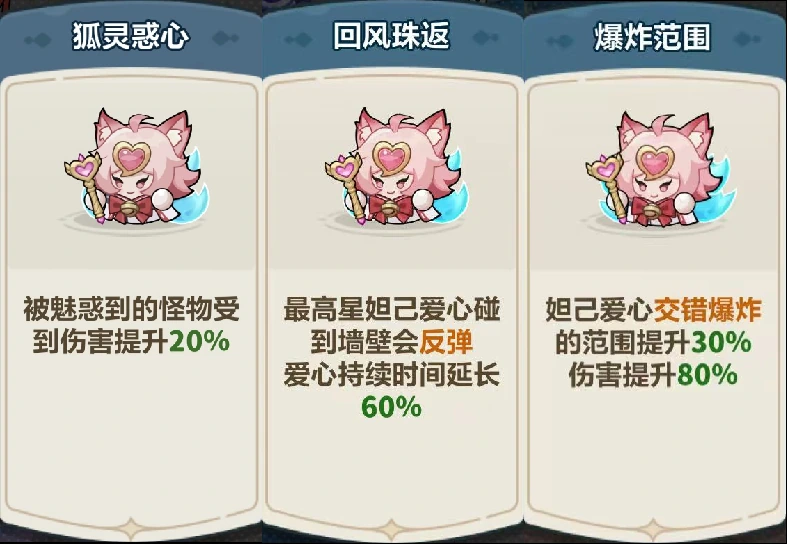 狐灵惑心
被魅惑到的怪物受
到伤害提升20%
回风珠返
最高星妲己爱心碰
到墙壁会反弹
爱心持续时间延长
60%
爆炸范围
妲己爱心交错爆炸
的范围提升30%
伤害提升80%